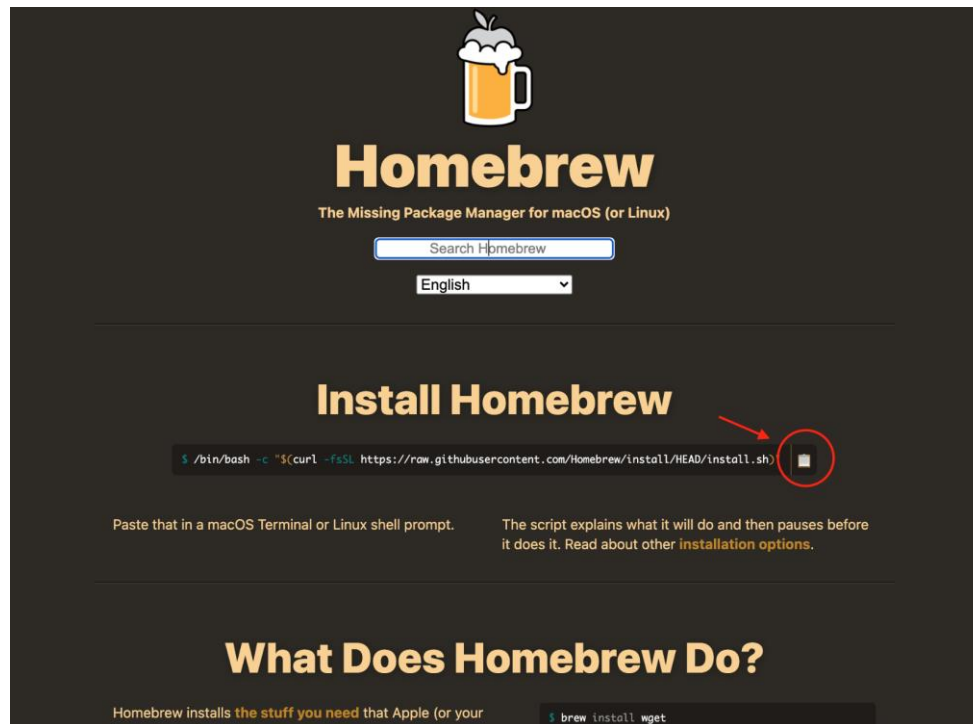 Homebrew
The Missing Package Manager for macOS (or Linux)
Search Homebrew
English
Install Homebrew
$ /bin/bash -c "$(curl -fsSL https://raw.githubusercontent.com/Homebrew/install/HEAD/install.sh)"
Paste that in a macOS Terminal or Linux shell prompt.
The script explains what it will do and then pauses before
it does it. Read about other installation options.
What Does Homebrew Do?
Homebrew installs the stuff you need that Apple (or your
$ brew install wget